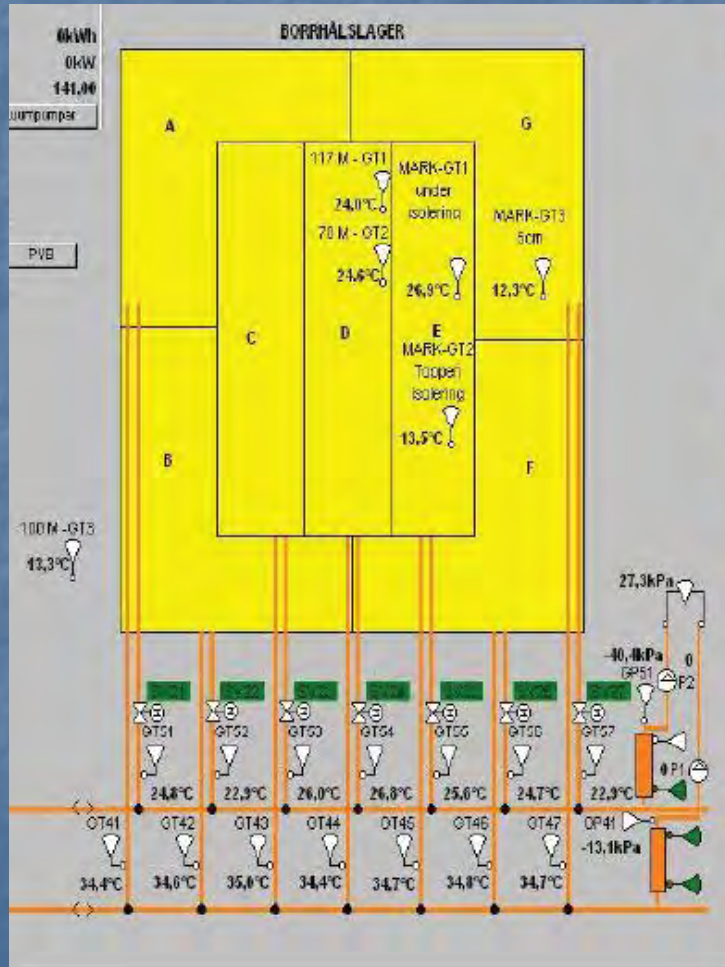 0kWh
0kW
141,00
PVB
BORRHÅLSLAGER
A
G
117 M - GT1
24,0°C
70 M - GT2
24,6°C
MARK-GT1
under
isolering
26,9°C
MARK-GT3
5cm
12,3°C
C
D
E
MARK-GT2
Toppen
isolering
13,5°C
B
F
-100 M -GT3
13,3°C
27,3kPa
-40,4kPa
0
GP51
P2
GT51
GT52
GT53
GT54
GT55
GT56
GT57
0 P1
24,8°C
22,9°C
26,0°C
26,8°C
25,6°C
24,7°C
22,9°C
GT41
GT42
GT43
GT44
GT45
GT46
GT47
GP41
-13,1kPa
34,4°C
34,6°C
35,0°C
34,4°C
34,7°C
34,8°C
34,7°C